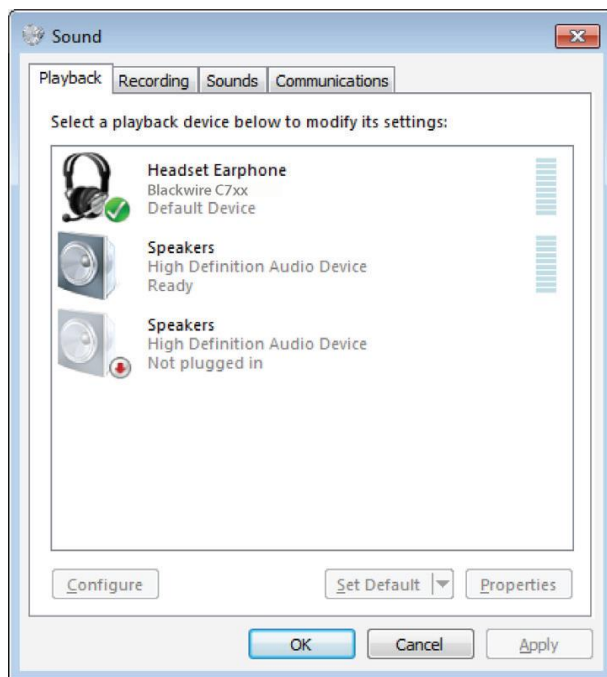 Sound
Playback Recording Sounds Communications
Select a playback device below to modify its settings:
Headset Earphone
Blackwire C7xx
Default Device
Speakers
High Definition Audio Device
Ready
Speakers
High Definition Audio Device
Not plugged in
Configure Set Default Properties
OK Cancel Apply